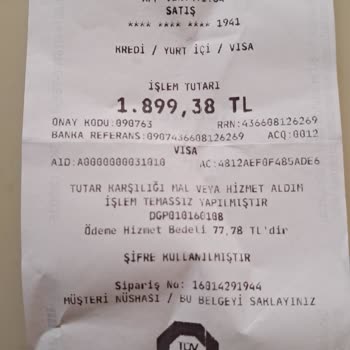 SATIŞ
**** **** **** 1941
KREDİ / YURT İÇİ / VISA
İŞLEM TUTARI
1.899,38 TL
ONAY KODU:090763 RRN:436608126269
BANKA REFERANS:0907436608126269 ACQ:0012
VISA
AID:A0000000031010 AC:4812AEF0F485ADE6
TUTAR KARŞILIĞI MAL VEYA HİZMET ALDIM
İŞLEM TEMASSIZ YAPILMIŞTIR
DGP010160108
Ödeme Hizmet Bedeli 77,78 TL'dir
ŞİFRE KULLANILMIŞTIR
Sipariş No: 16014291944
MÜŞTERİ NÜSHASI / BU BELGEYİ SAKLAYINIZ
TÜV